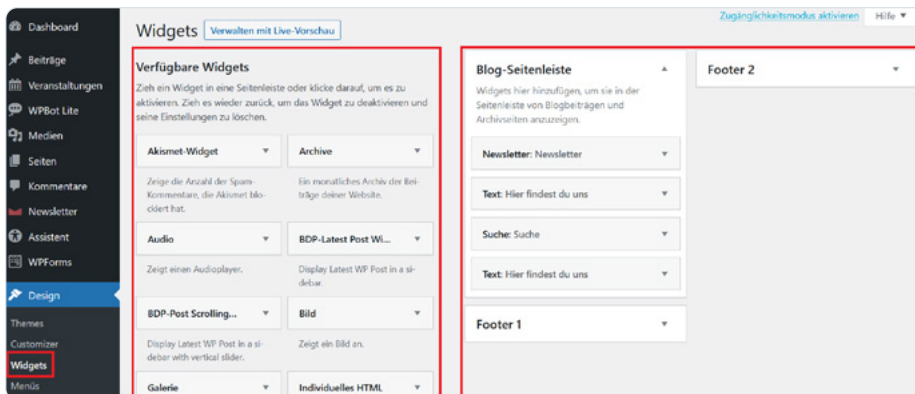 Zugänglichkeitsmodus aktivieren
Hilfe
Dashboard
Beiträge
Veranstaltungen
WPBot Lite
Medien
Seiten
Kommentare
Newsletter
Assistent
WPForms
Design
Themes
Customizer
Widgets
Menüs
Widgets
Verwalten mit Live-Vorschau
Verfügbare Widgets
Zieh ein Widget in eine Seitenleiste oder klicke darauf, um es zu
aktivieren. Zieh es wieder zurück, um das Widget zu deaktivieren und
seine Einstellungen zu löschen.
Akismet-Widget
Zeige die Anzahl der Spam-
Kommentare, die Akismet blo-
ckiert hat.
Archive
Ein monatliches Archiv der Bei-
träge deiner Website.
Audio
Zeigt einen Audioplayer.
BDP-Latest Post Wi...
Display Latest WP Post in a si-
debar.
BDP-Post Scrolling...
Display Latest WP Post in a si-
debar with vertical slider.
Bild
Zeigt ein Bild an.
Galerie
Individuelles HTML
Blog-Seitenleiste
Widgets hier hinzufügen, um sie in der
Seitenleiste von Blogbeiträgen und
Archivseiten anzuzeigen.
Newsletter: Newsletter
Text: Hier findest du uns
Suche: Suche
Text: Hier findest du uns
Footer 1
Footer 2